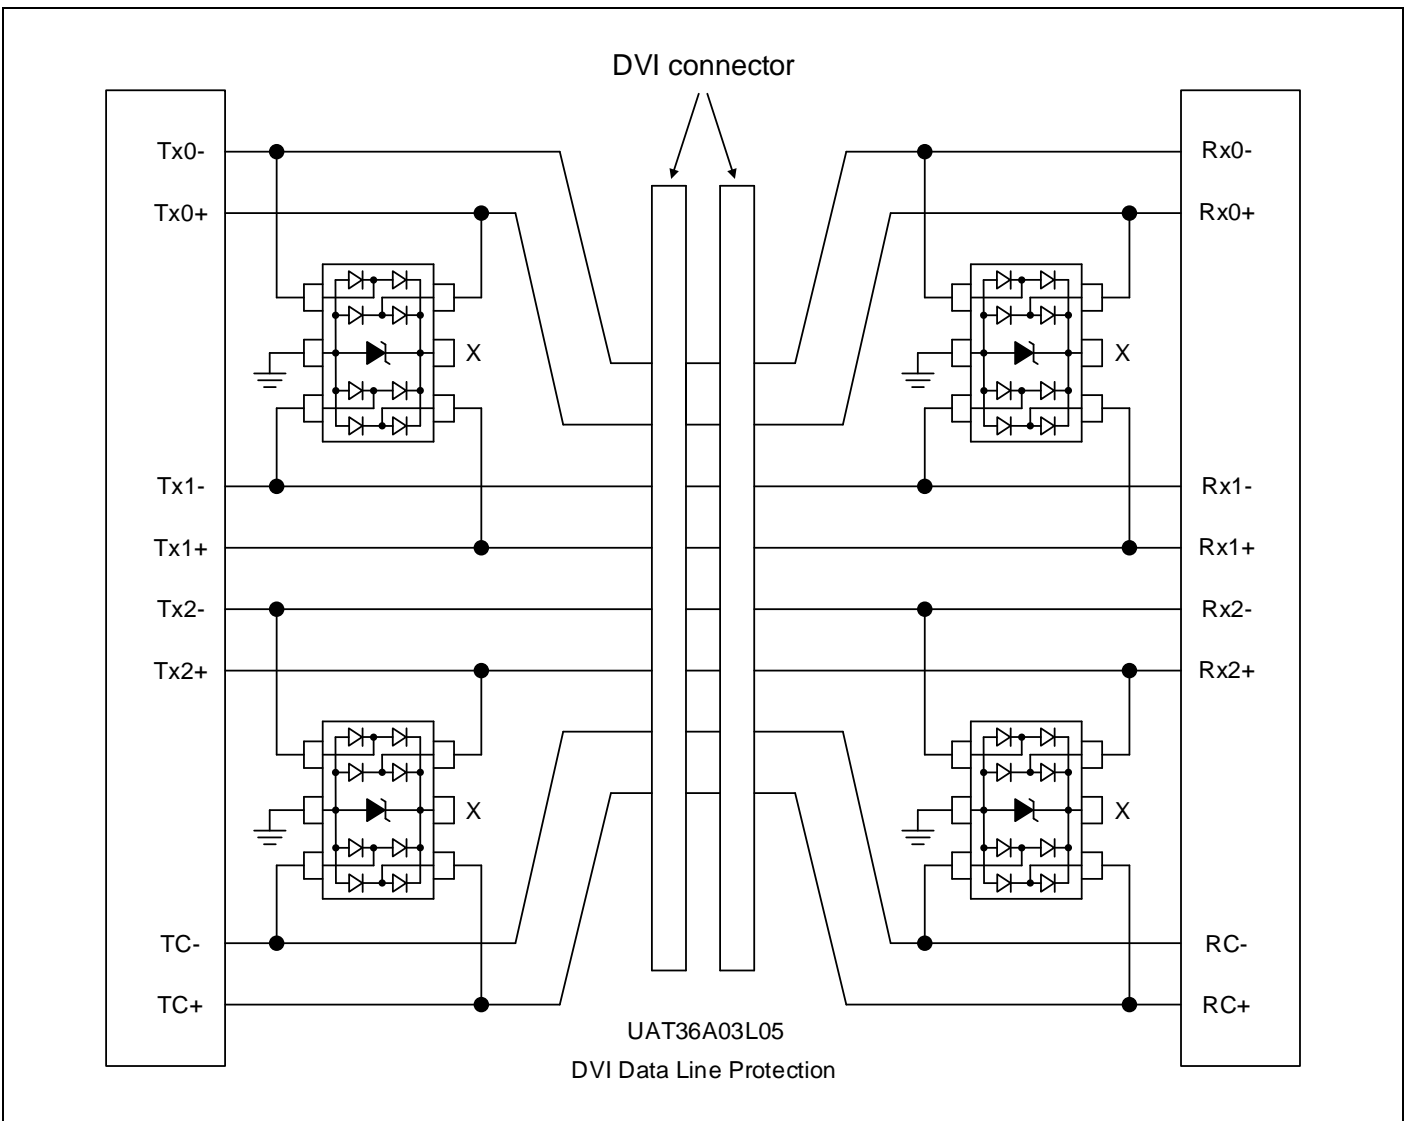 DVI connector
Tx0-
Rx0-
Tx0+
Rx0+
X
X
Tx1-
Rx1-
Tx1+
Rx1+
Tx2-
Rx2-
Tx2+
Rx2+
X
X
TC-
RC-
TC+
RC+
UAT36A03L05
DVI Data Line Protection